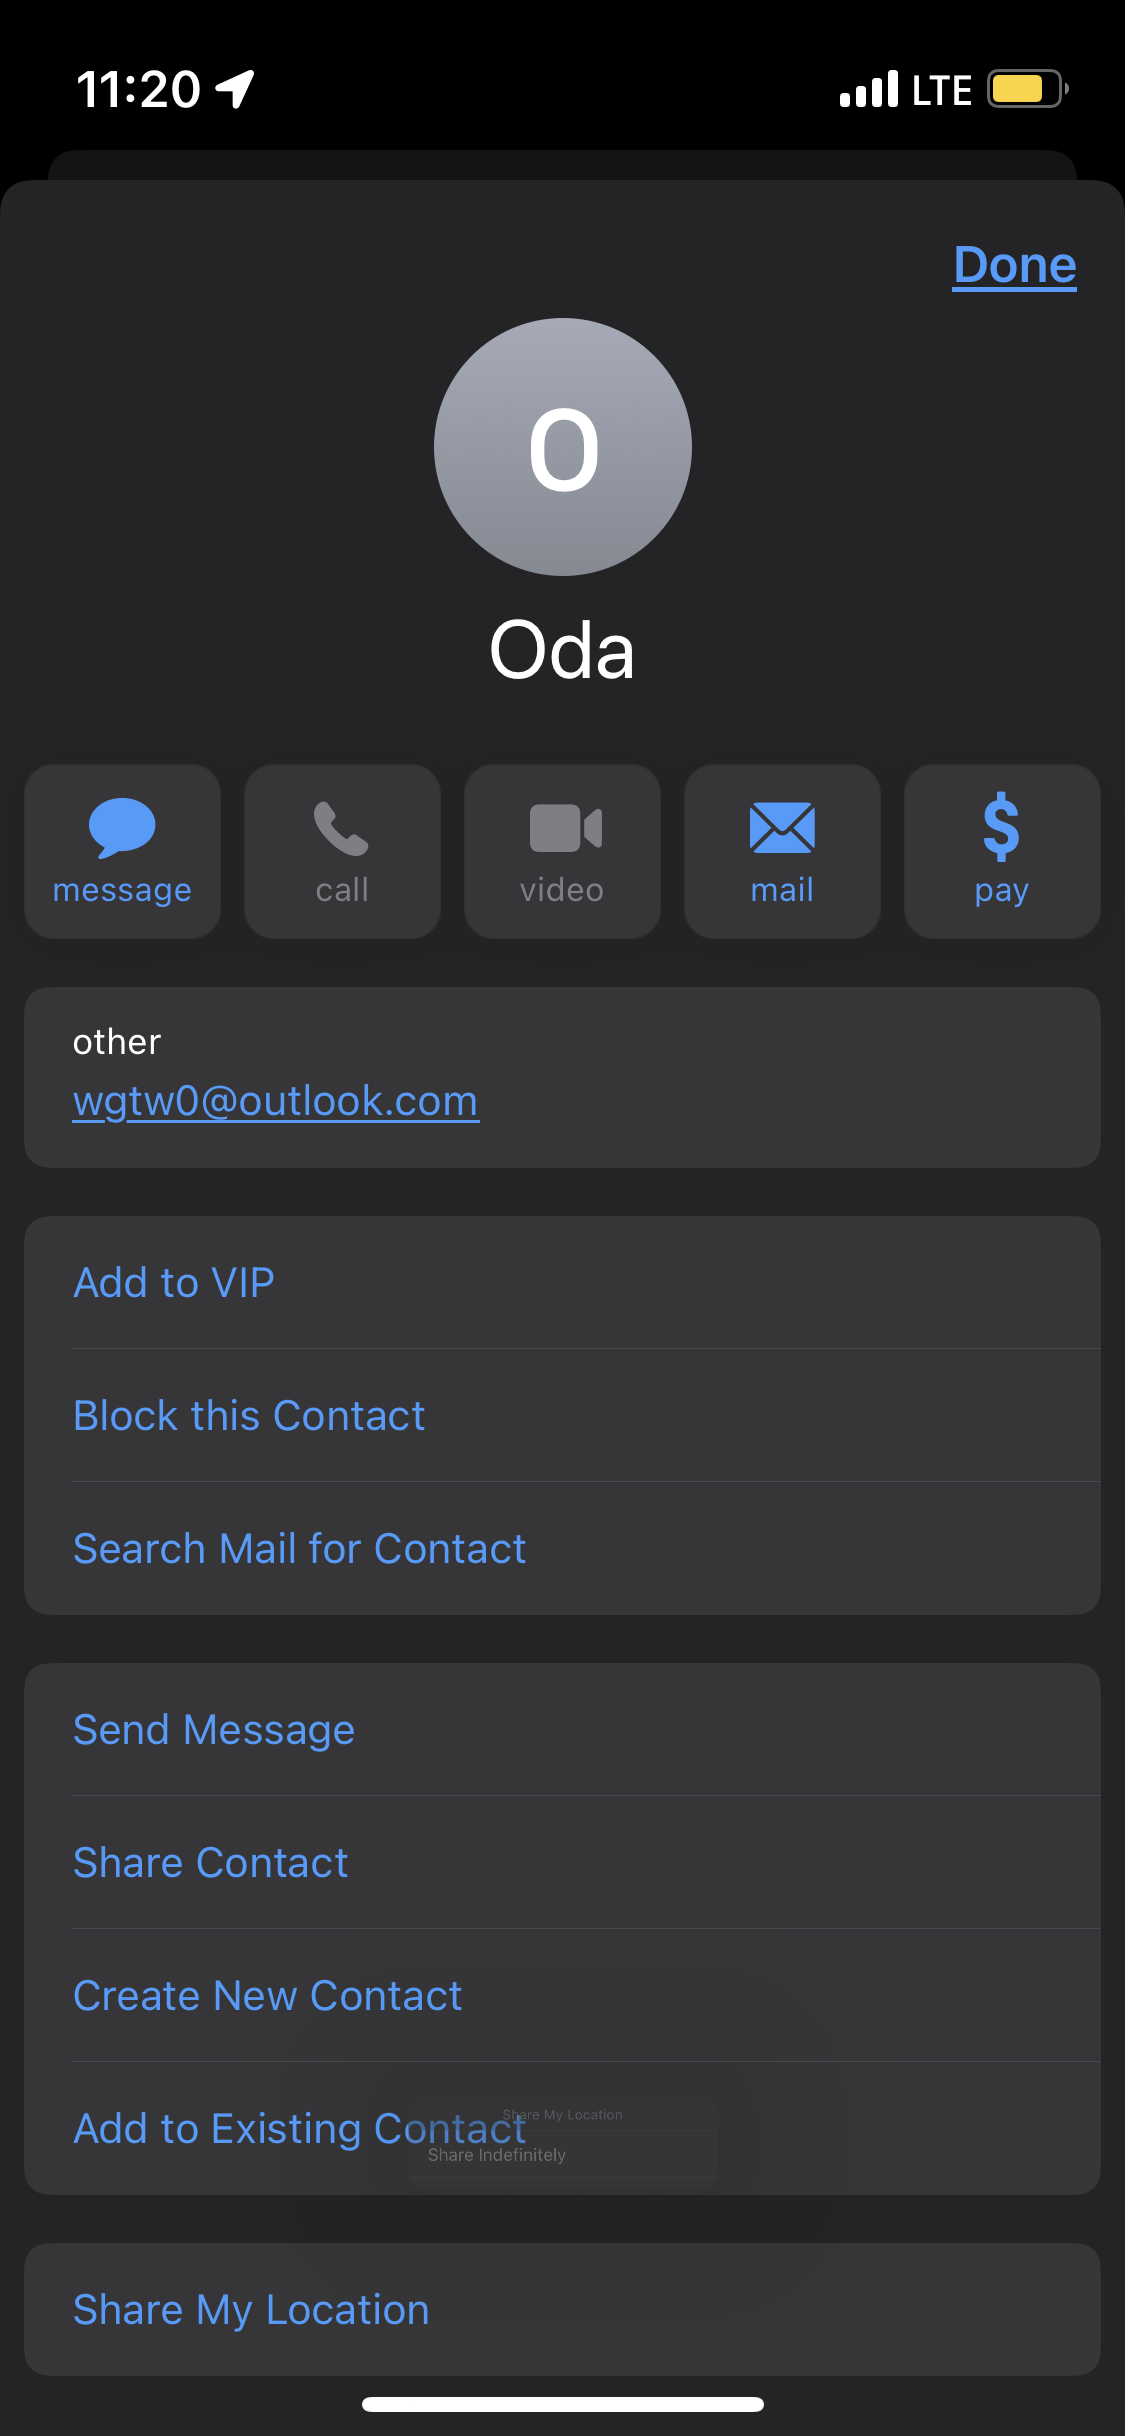 11:20
LTE
Done
O
Oda
message
call
video
mail
pay
other
wgtw0@outlook.com
Add to VIP
Block this Contact
Search Mail for Contact
Send Message
Share Contact
Create New Contact
Share My Location
Add to Existing Contact
Share Indefinitely
Share My Location